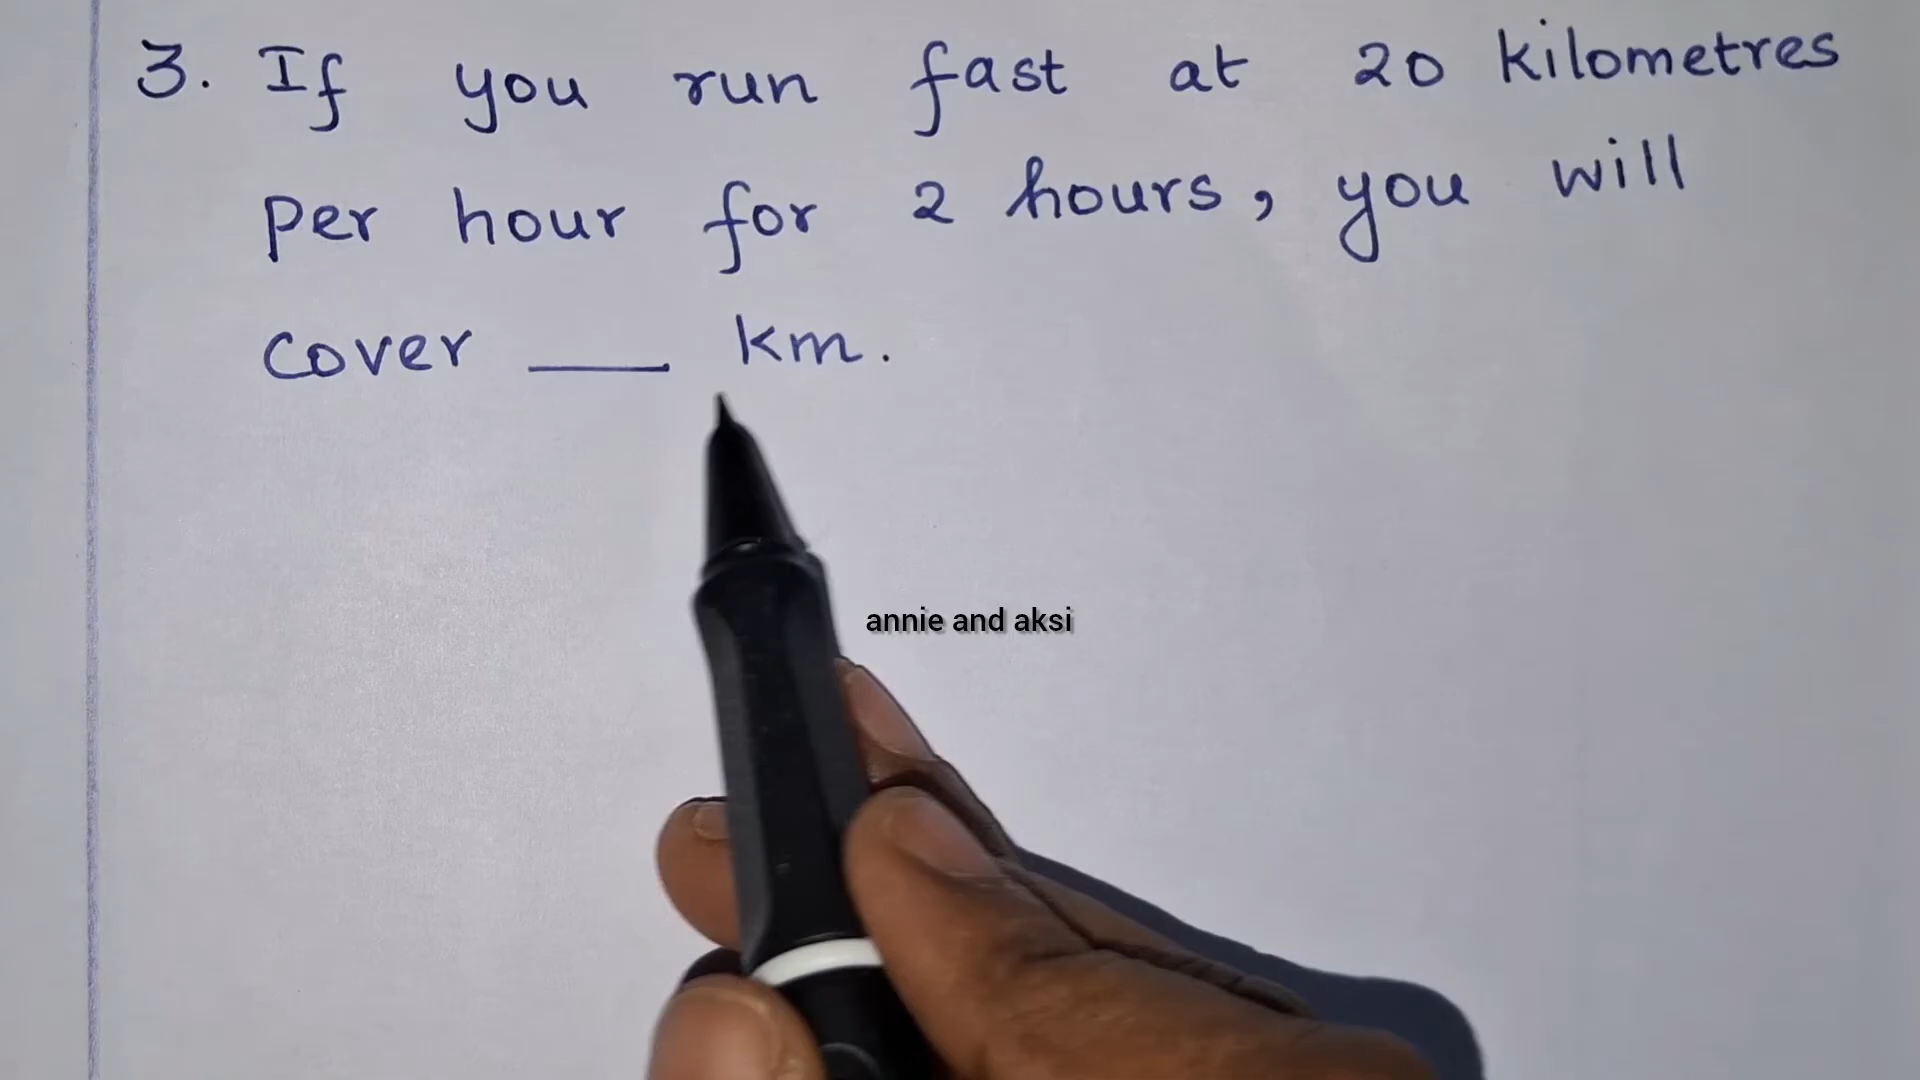 3. If you run fast at 20 kilometres
per hour for 2 hours, you will
cover ___ km.
annie and aksi